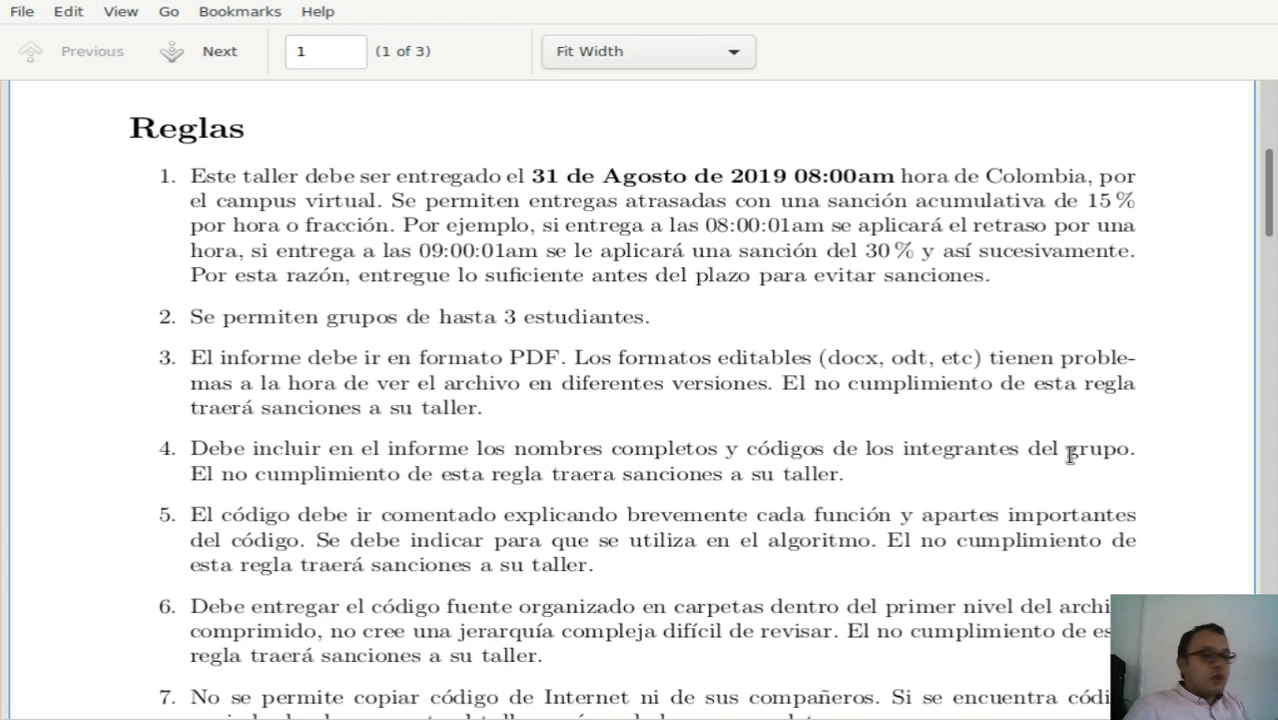 File Edit View Go Bookmarks Help
Previous Next 1 (1 of 3) Fit Width
Reglas
1. Este taller debe ser entregado el 31 de Agosto de 2019 08:00am hora de Colombia, por
el campus virtual. Se permiten entregas atrasadas con una sanción acumulativa de 15 %
por hora o fracción. Por ejemplo, si entrega a las 08:00:01am se aplicará el retraso por una
hora, si entrega a las 09:00:01am se le aplicará una sanción del 30 % y así sucesivamente.
Por esta razón, entregue lo suficiente antes del plazo para evitar sanciones.
2. Se permiten grupos de hasta 3 estudiantes.
3. El informe debe ir en formato PDF. Los formatos editables (docx, odt, etc) tienen proble-
mas a la hora de ver el archivo en diferentes versiones. El no cumplimiento de esta regla
traerá sanciones a su taller.
4. Debe incluir en el informe los nombres completos y códigos de los integrantes del grupo.
El no cumplimiento de esta regla traera sanciones a su taller.
5. El código debe ir comentado explicando brevemente cada función y apartes importantes
del código. Se debe indicar para que se utiliza en el algoritmo. El no cumplimiento de
esta regla traerá sanciones a su taller.
6. Debe entregar el código fuente organizado en carpetas dentro del primer nivel del archi
comprimido, no cree una jerarquía compleja difícil de revisar. El no cumplimiento de es
regla traerá sanciones a su taller.
7. No se permite copiar código de Internet ni de sus compañeros. Si se encuentra códi